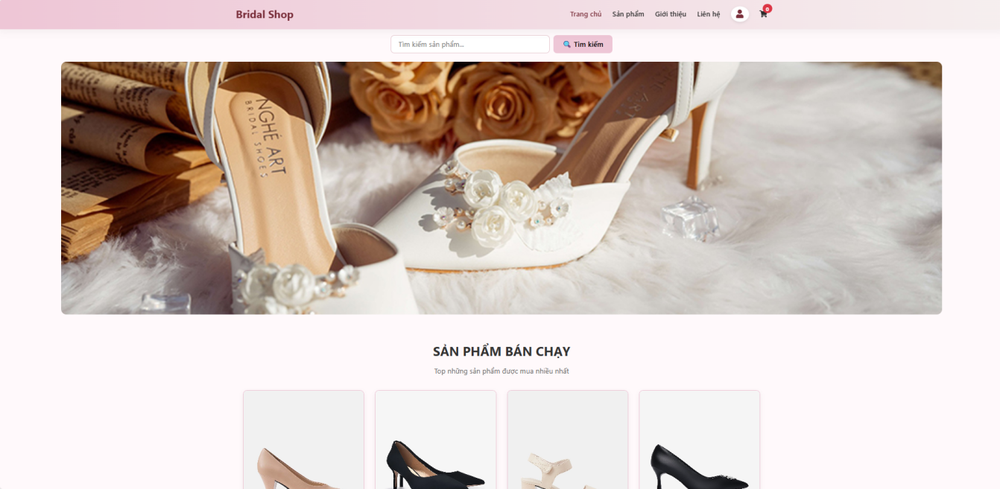 Bridal Shop
Trang chủ Sản phẩm Giới thiệu Liên hệ 0
Tìm kiếm sản phẩm...
🔍 Tìm kiếm
NGHÉ ART
BRIDAL SHOES
SẢN PHẨM BÁN CHẠY
Top những sản phẩm được mua nhiều nhất